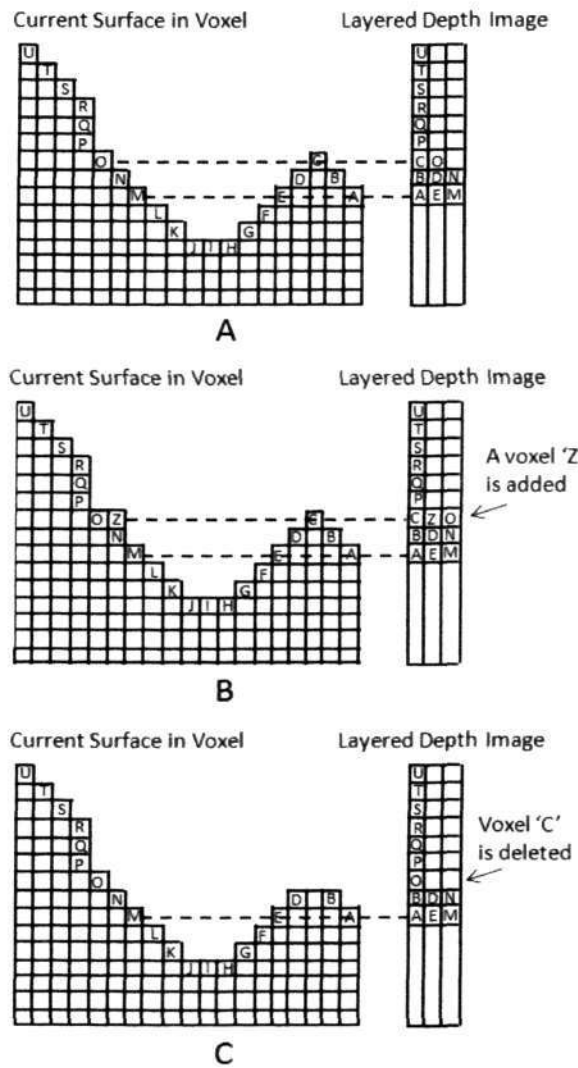 Current Surface in Voxel Layered Depth Image
U U
T T
S S
R R
Q Q
P P
O C C O
N D B B D N
M E A A E M
L F
K G
J I H
A
Current Surface in Voxel Layered Depth Image
U U
T T
S S
R R
Q Q
P P
O Z C C Z O
N D B B D N
M E A A E M
L F
K G
J I H
A voxel ‘Z
is added
B
Current Surface in Voxel Layered Depth Image
U U
T T
S S
R R
Q Q
P P
O O
N D B B D N
M E A A E M
L F
K G
J I H
Voxel ‘C’
is deleted
C